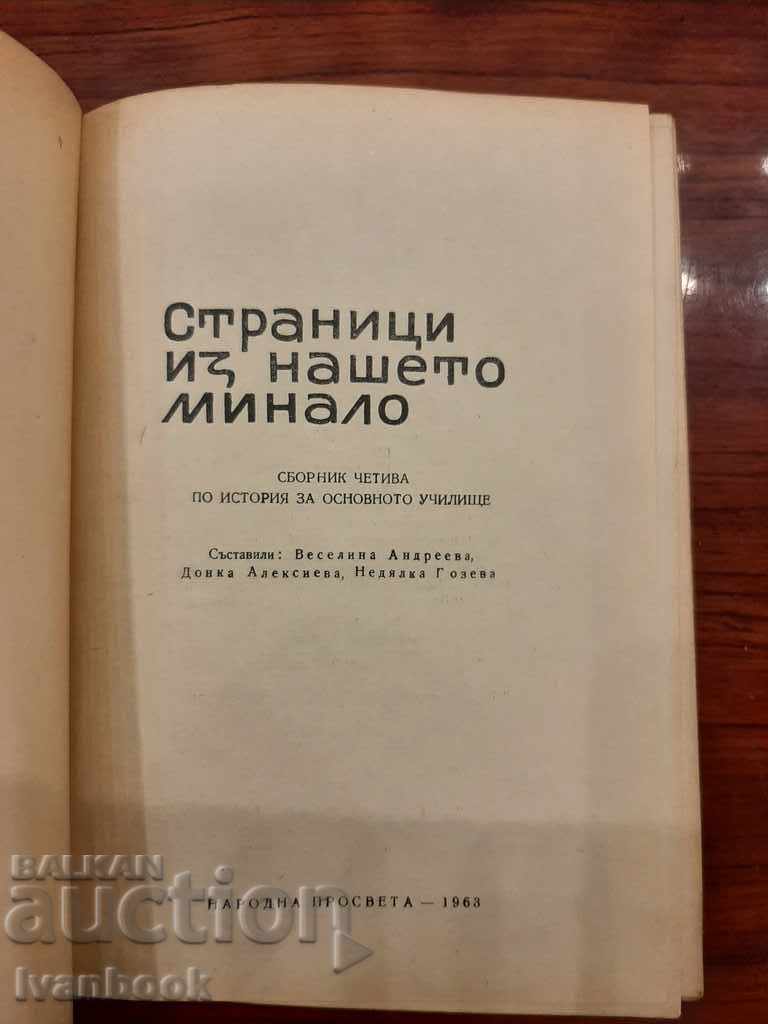 Страници
из нашето
минало
СБОРНИК ЧЕТИВА
ПО ИСТОРИЯ ЗА ОСНОВНОТО УЧИЛИЩЕ
Съставили: Веселина Андреева,
Донка Алексиева, Недялка Гозева
НАРОДНА ПРОСВЕТА — 1963
BALKAN
auction
Ivanbook